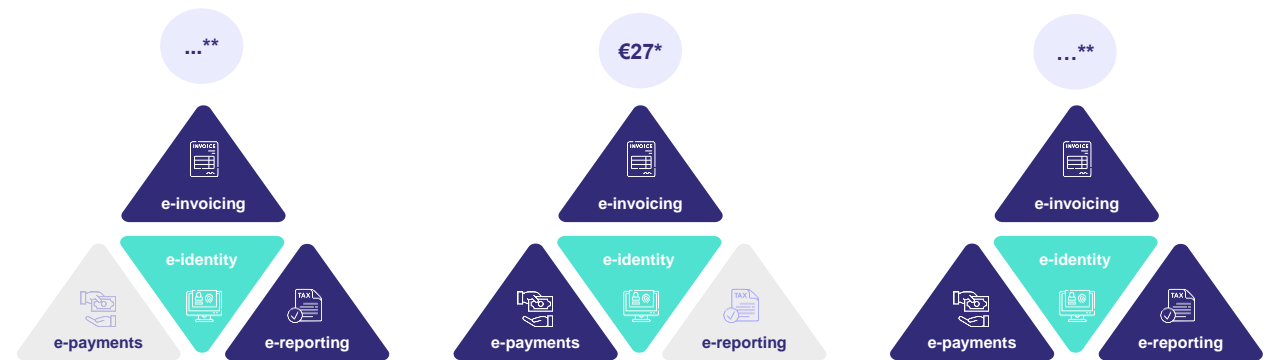 ...**
€27*
...**
INVOICE
e-invoicing
INVOICE
e-invoicing
INVOICE
e-invoicing
e-identity
e-identity
e-identity
TAX
TAX
TAX
e-payments
e-reporting
e-payments
e-reporting
e-payments
e-reporting